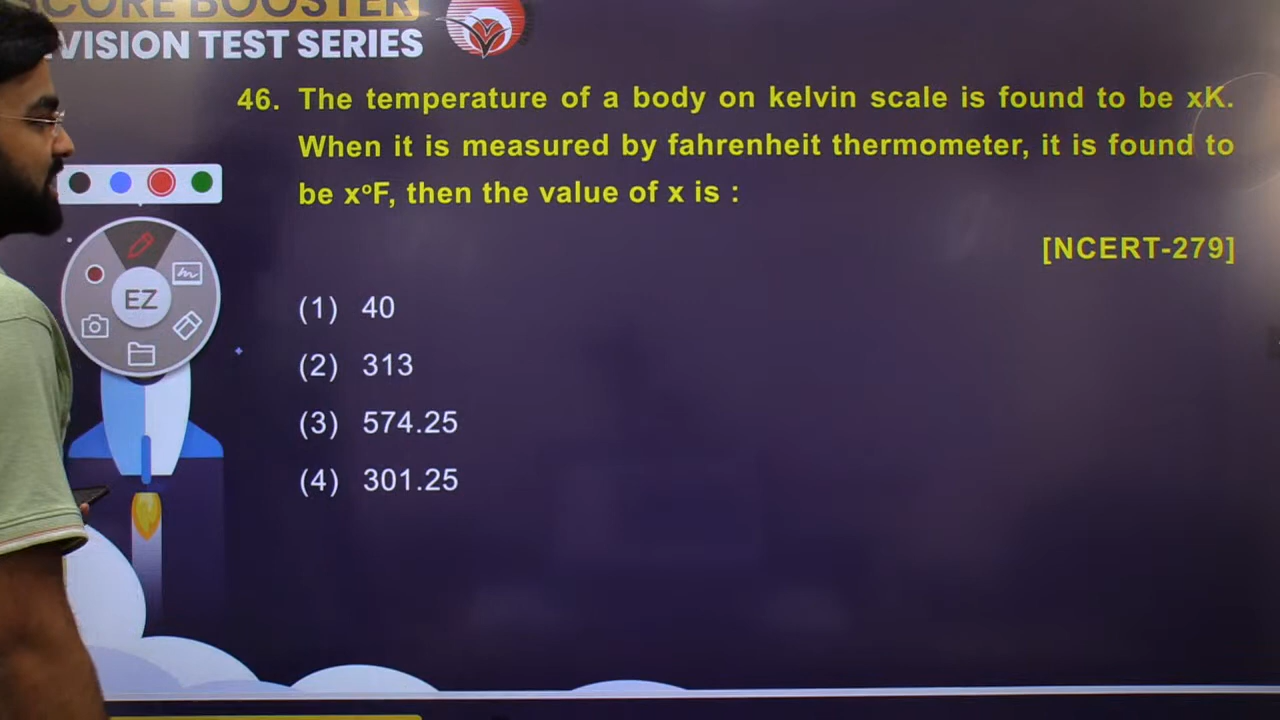 SCORE BOOSTER
VISION TEST SERIES
46. The temperature of a body on kelvin scale is found to be xK.
When it is measured by fahrenheit thermometer, it is found to
be x°F, then the value of x is :
[NCERT-279]
(1) 40
(2) 313
(3) 574.25
(4) 301.25
EZ